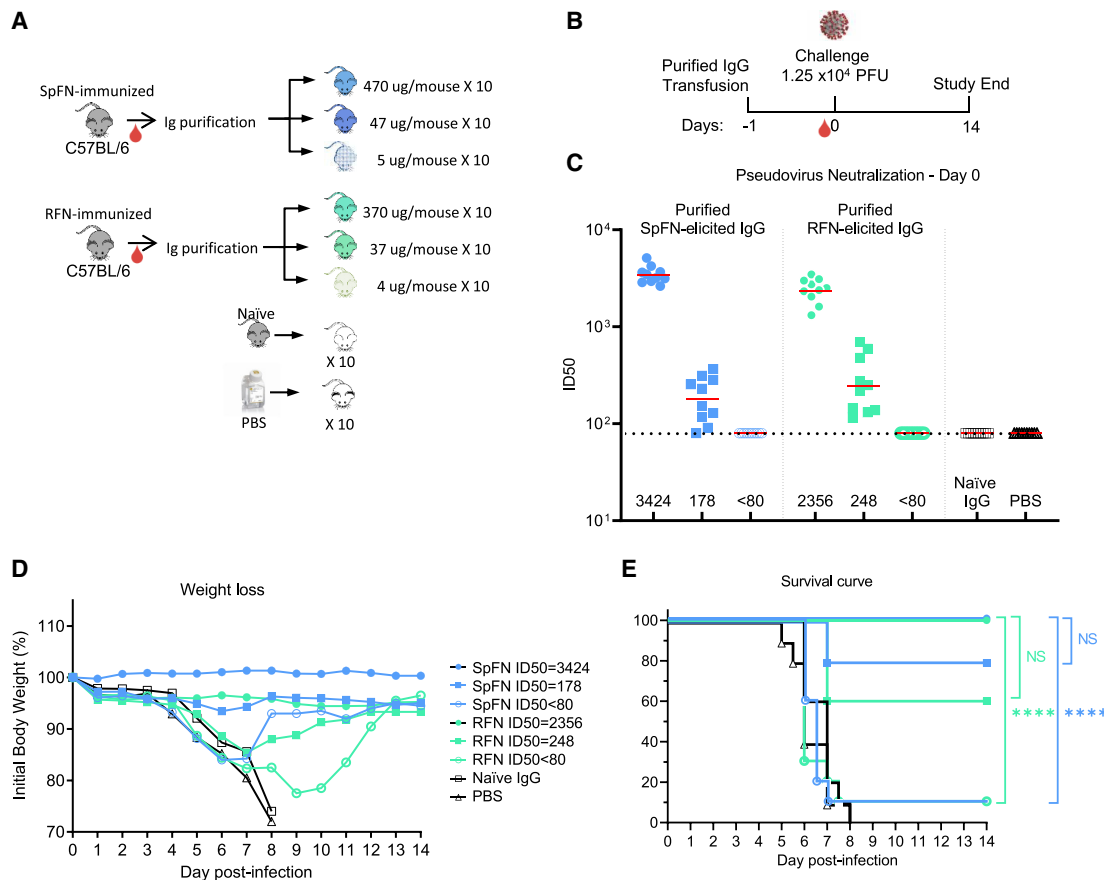 A
SpFN-immunized
C57BL/6
Ig purification
470 ug/mouse X 10
47 ug/mouse X 10
5 ug/mouse X 10
RFN-immunized
C57BL/6
Ig purification
370 ug/mouse X 10
37 ug/mouse X 10
4 ug/mouse X 10
Naïve
X 10
PBS
X 10
B
Purified IgG
Transfusion
Challenge
1.25 x10⁴ PFU
Study End
Days: -1 0 14
C
Pseudovirus Neutralization - Day 0
Purified
SpFN-elicited IgG
Purified
RFN-elicited IgG
ID50
10⁴
10³
10²
10¹
3424 178 <80 2356 248 <80 Naïve IgG PBS
D
Weight loss
Initial Body Weight (%)
110
100
90
80
70
0 1 2 3 4 5 6 7 8 9 10 11 12 13 14
Day post-infection
SpFN ID50=3424
SpFN ID50=178
SpFN ID50<80
RFN ID50=2356
RFN ID50=248
RFN ID50<80
Naïve IgG
PBS
E
Survival curve
100
80
60
40
20
0
0 1 2 3 4 5 6 7 8 9 10 11 12 13 14
Day post-infection
NS
****
NS
****